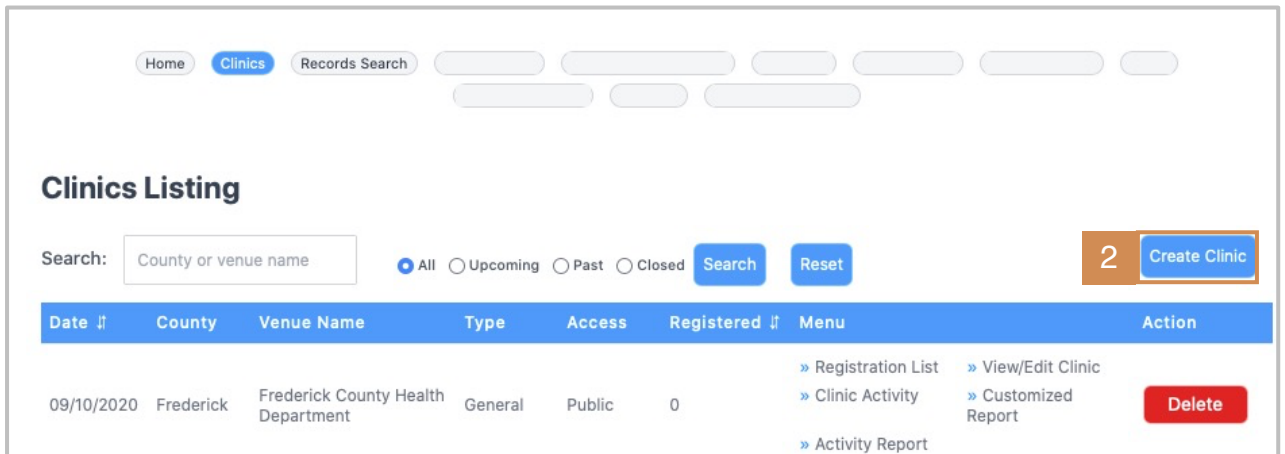 Home Clinics Records Search
Clinics Listing
Search: County or venue name All Upcoming Past Closed Search Reset 2 Create Clinic
Date County Venue Name Type Access Registered Menu Action
» Registration List » View/Edit Clinic
09/10/2020 Frederick Frederick County Health Department General Public 0 » Clinic Activity » Customized Report Delete
» Activity Report